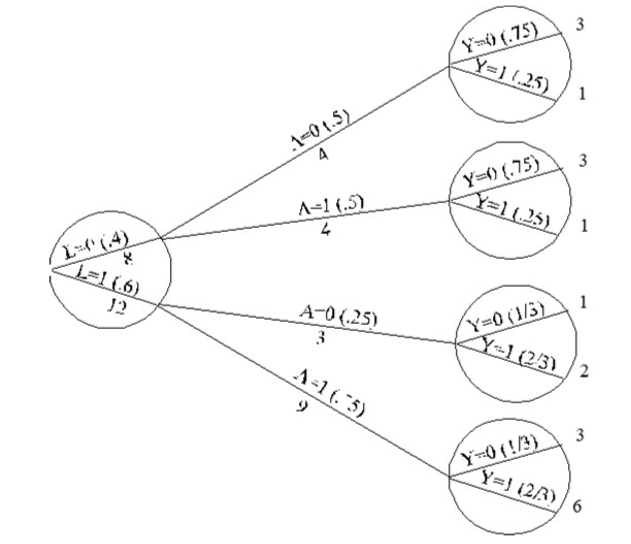 Y=0 (.75) 3
Y=1 (.25) 1
A=0 (.5)
4
Y=0 (.75) 3
Y=1 (.25) 1
A=1 (.5)
4
L=0 (.4)
8
L=1 (.6)
12
A=0 (.25)
3
Y=0 (1/3) 1
Y=1 (2/3) 2
A=1 (.75)
9
Y=0 (1/3) 3
Y=1 (2/3) 6